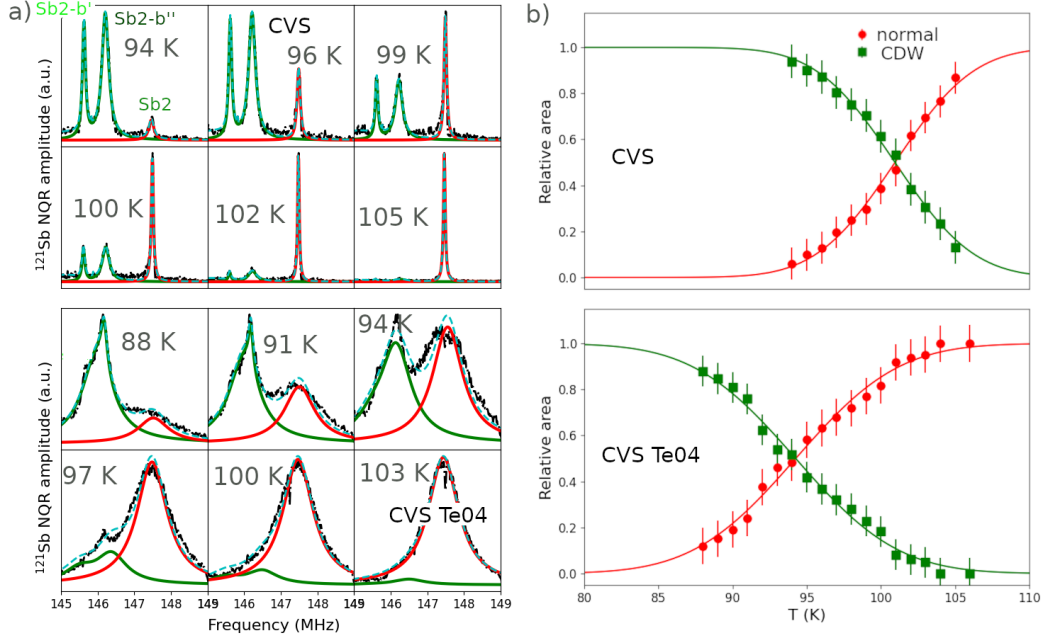 a)
Sb2-b'
Sb2-b''
CVS
94 K
96 K
99 K
Sb2
100 K
102 K
105 K
¹²¹Sb NQR amplitude (a.u.)
88 K
91 K
94 K
97 K
100 K
103 K
CVS Te04
¹²¹Sb NQR amplitude (a.u.)
145 146 147 148 149 146 147 148 149 146 147 148 149
Frequency (MHz)
b)
normal
CDW
1.0
0.8
0.6
0.4
0.2
0.0
Relative area
CVS
1.0
0.8
0.6
0.4
0.2
0.0
Relative area
CVS Te04
80 85 90 95 100 105 110
T (K)